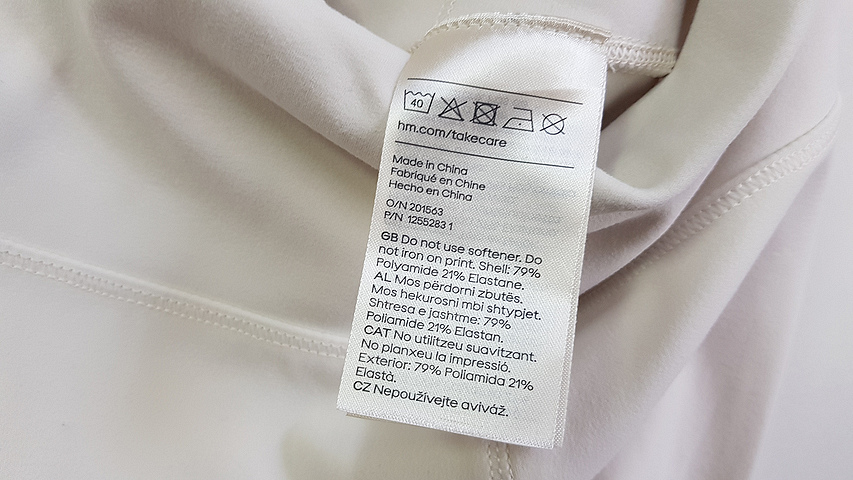 40
hm.com/takecare
Made in China
Fabriqué en Chine
Hecho en China
O/N 201563
P/N 1255283 1
GB Do not use softener. Do
not iron on print. Shell: 79%
Polyamide 21% Elastane.
AL Mos përdorni zbutës.
Mos hekurosni mbi shtypjet.
Shtresa e jashtme: 79%
Poliamide 21% Elastan.
CAT No utilitzeu suavitzant.
No planxeu la impressió.
Exterior: 79% Poliamida 21%
Elastà.
CZ Nepoužívejte aviváž.